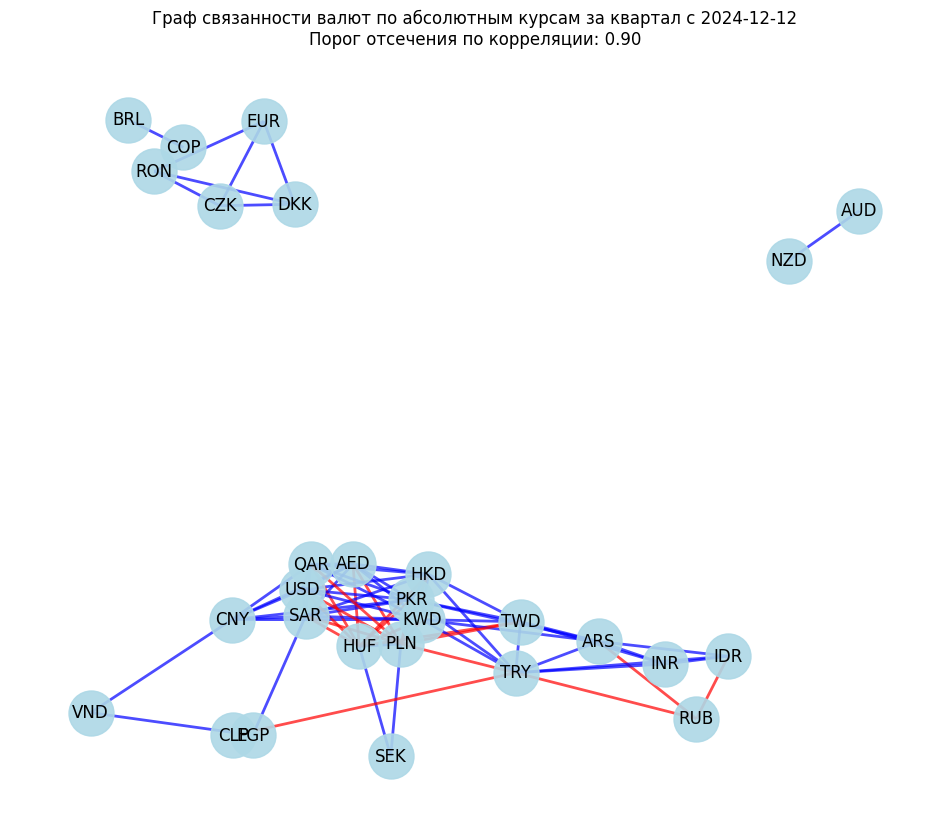 Граф связанности валют по абсолютным курсам за квартал с 2024-12-12
Порог отсечения по корреляции: 0.90
BRL
EUR
COP
RON
CZK
DKK
AUD
NZD
QAR
AED
HKD
USD
PKR
SAR
CNY
KWD
TWD
HUF
PLN
ARS
TRY
INR
IDR
VND
RUB
CLP
EGP
SEK